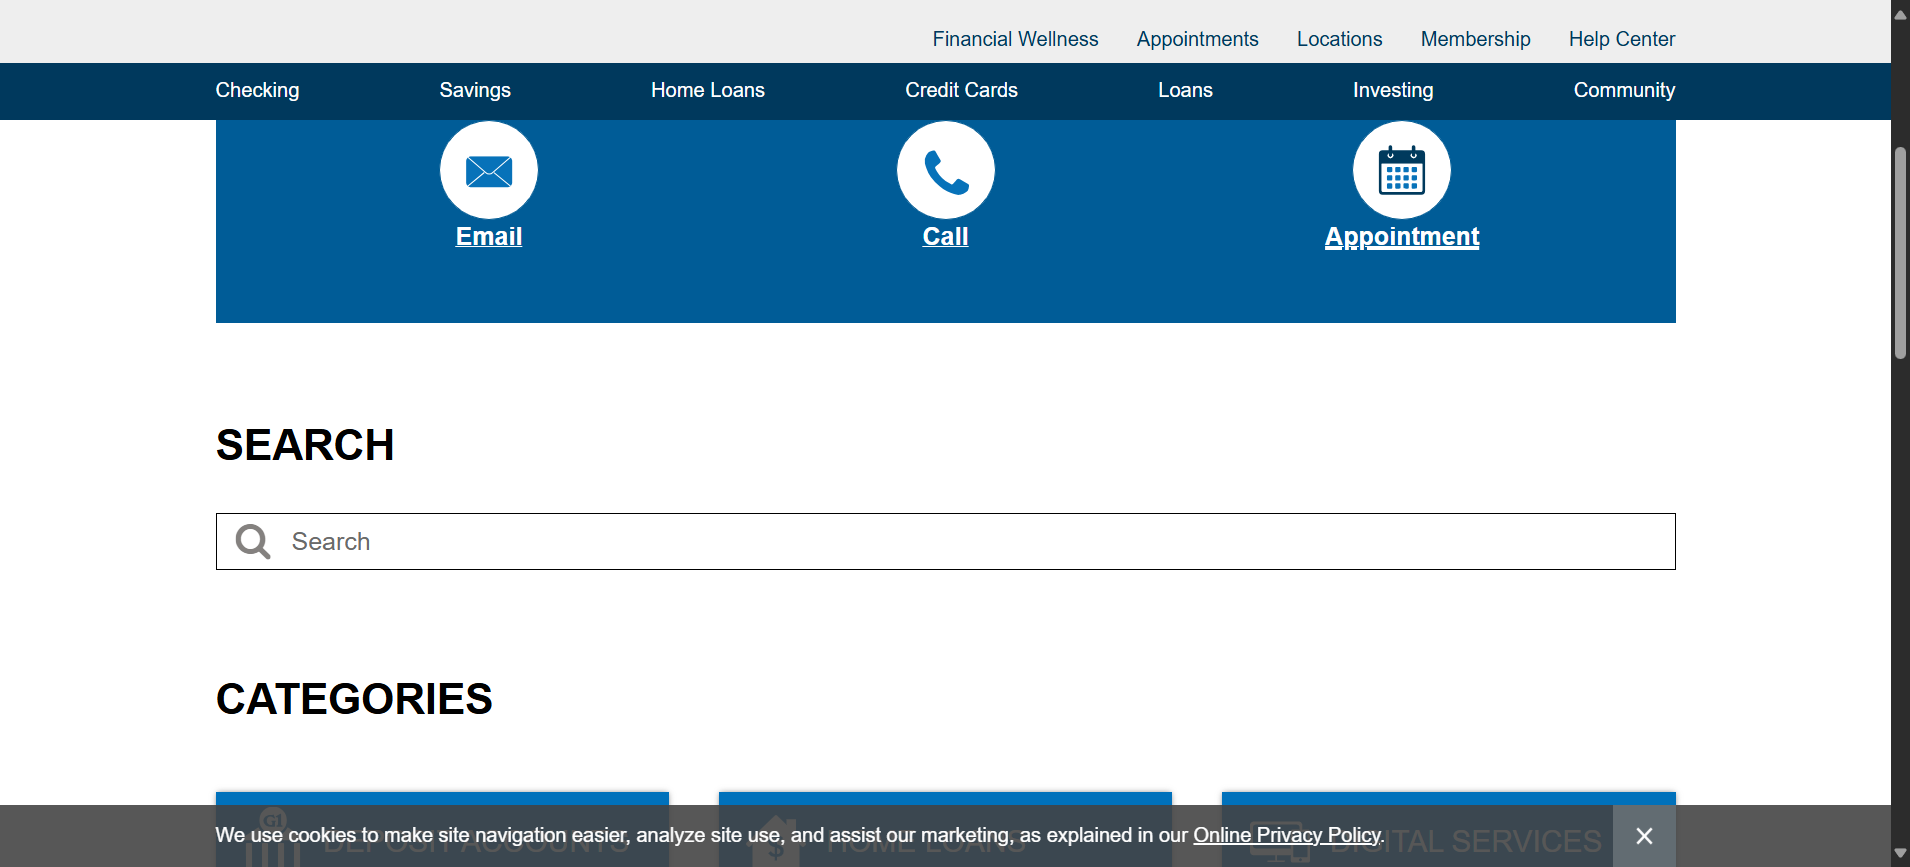 Financial Wellness Appointments Locations Membership Help Center
Checking Savings Home Loans Credit Cards Loans Investing Community
Email Call Appointment
SEARCH
Search
CATEGORIES
G1
DEPOSIT ACCOUNTS HOME LOANS DIGITAL SERVICES
We use cookies to make site navigation easier, analyze site use, and assist our marketing, as explained in our Online Privacy Policy.